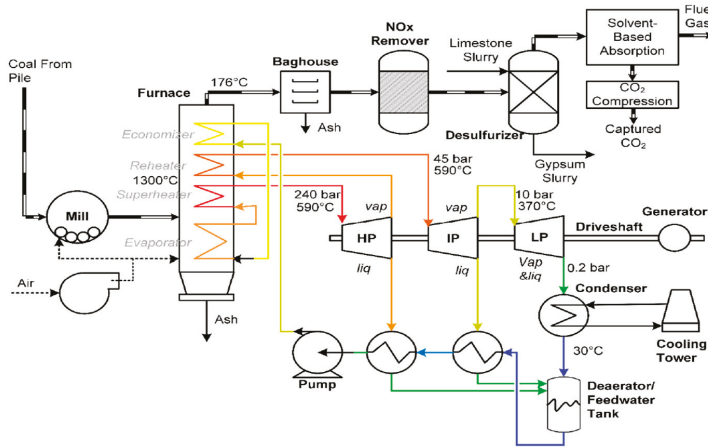 Coal From
Pile
176°C
Furnace
Baghouse
Ash
NOx
Remover
Limestone
Slurry
Desulfurizer
Gypsum
Slurry
Solvent-
Based
Absorption
Flue
Gas
CO₂
Compression
Captured
CO₂
Economizer
Reheater
1300°C
Superheater
Evaporator
Mill
Air
Ash
240 bar
590°C
45 bar
590°C
10 bar
370°C
vap
vap
HP
IP
LP
liq
liq
Vap
&liq
Driveshaft
Generator
0.2 bar
Condenser
Cooling
Tower
30°C
Pump
Deaerator/
Feedwater
Tank